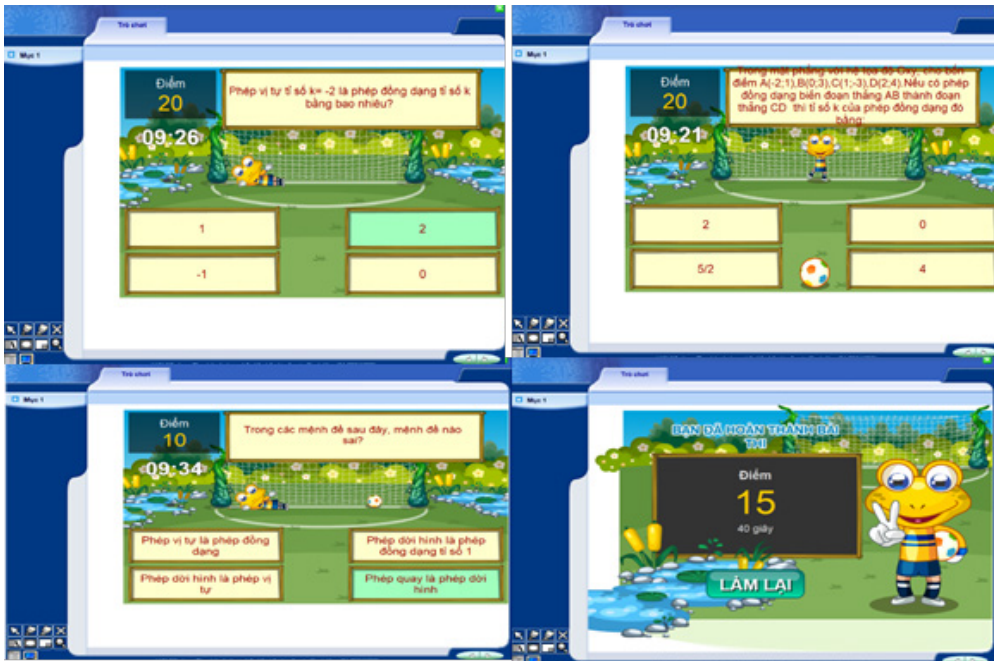 Trò chơi
Mục 1
Điểm
20
09:26
Phép vị tự tỉ số k= -2 là phép đồng dạng tỉ số k
bằng bao nhiêu?
1
2
-1
0
Trò chơi
Mục 1
Điểm
20
09:21
Trong mặt phẳng với hệ tọa độ Oxy, cho bốn
điểm A(-2;1),B(0;3),C(1;-3),D(2;4).Nếu có phép
đồng dạng biến đoạn thẳng AB thành đoạn
thẳng CD thì tỉ số k của phép đồng dạng đó
bằng:
2
0
5/2
4
Trò chơi
Mục 1
Điểm
10
09:34
Trong các mệnh đề sau đây, mệnh đề nào
sai?
Phép vị tự là phép đồng
dạng
Phép dời hình là phép
đồng dạng tỉ số 1
Phép dời hình là phép vị
tự
Phép quay là phép dời
hình
Trò chơi
Mục 1
BẠN ĐÃ HOÀN THÀNH BÀI
THI
Điểm
15
40 giây
LÀM LẠI